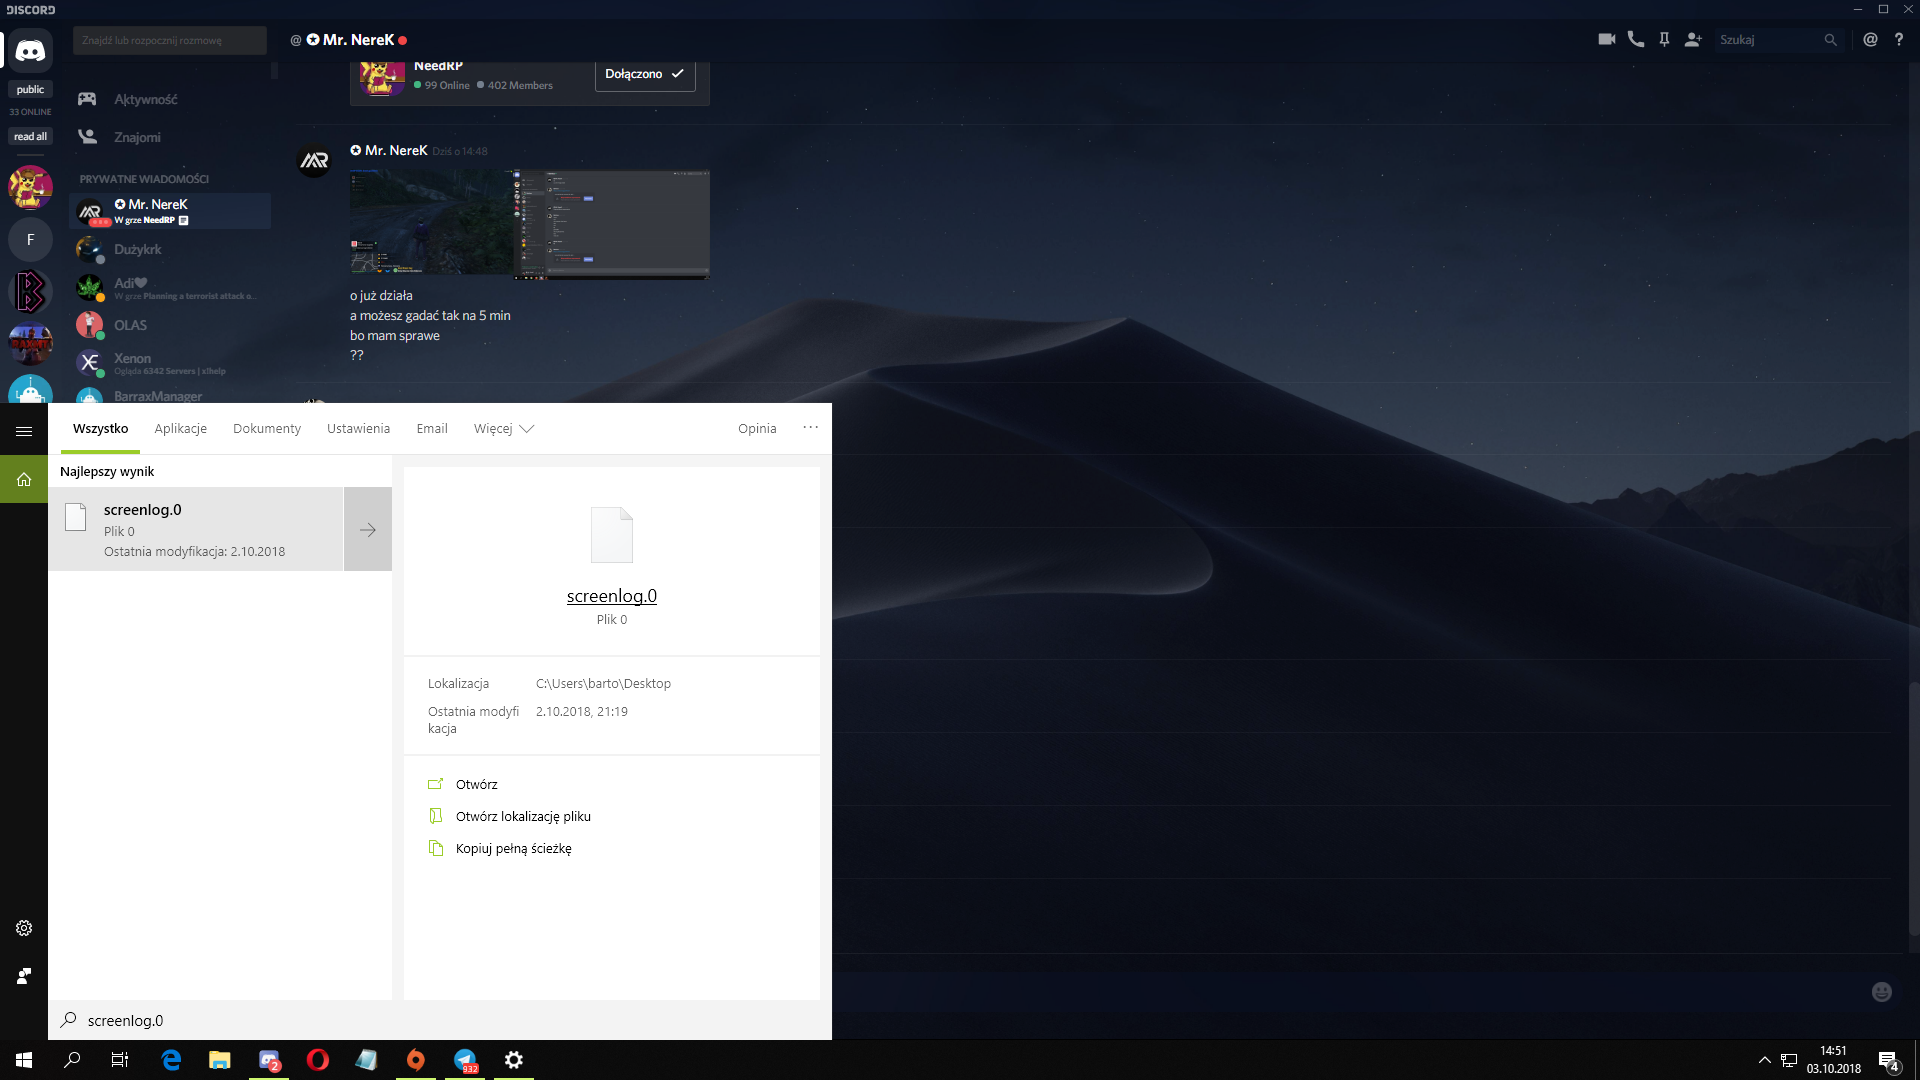 DISCORD
Znajdź lub rozpocznij rozmowę
@ Mr. NereK
Szukaj
public
33 ONLINE
read all
F
Aktywność
Znajomi
PRYWATNE WIADOMOŚCI
Mr. NereK
W grze NeedRP
Dużykrk
Adi
W grze Planning a terrorist attack o...
OLAS
Xenon
Ogląda 6342 Servers | x!help
BarraxManager
NeedRP
99 Online 402 Members
Dołączono
Mr. NereK Dziś o 14:48
o już działa
a możesz gadać tak na 5 min
bo mam sprawe
??
Wszystko
Aplikacje
Dokumenty
Ustawienia
Email
Więcej
Opinia
...
Najlepszy wynik
screenlog.0
Plik 0
Ostatnia modyfikacja: 2.10.2018
screenlog.0
Plik 0
Lokalizacja C:\Users\barto\Desktop
Ostatnia modyfi 2.10.2018, 21:19
kacja
Otwórz
Otwórz lokalizację pliku
Kopiuj pełną ścieżkę
screenlog.0
2
932
14:51
03.10.2018
4